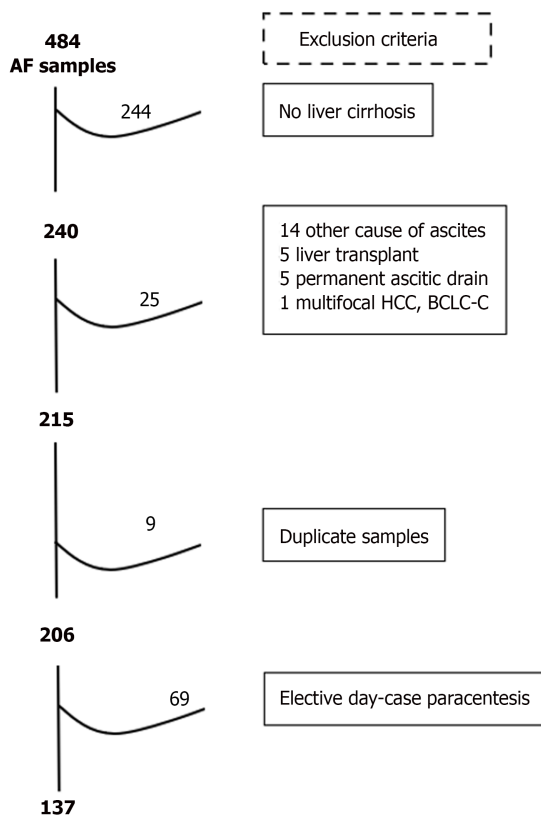 484
AF samples
Exclusion criteria
244
No liver cirrhosis
240
25
14 other cause of ascites
5 liver transplant
5 permanent ascitic drain
1 multifocal HCC, BCLC-C
215
9
Duplicate samples
206
69
Elective day-case paracentesis
137